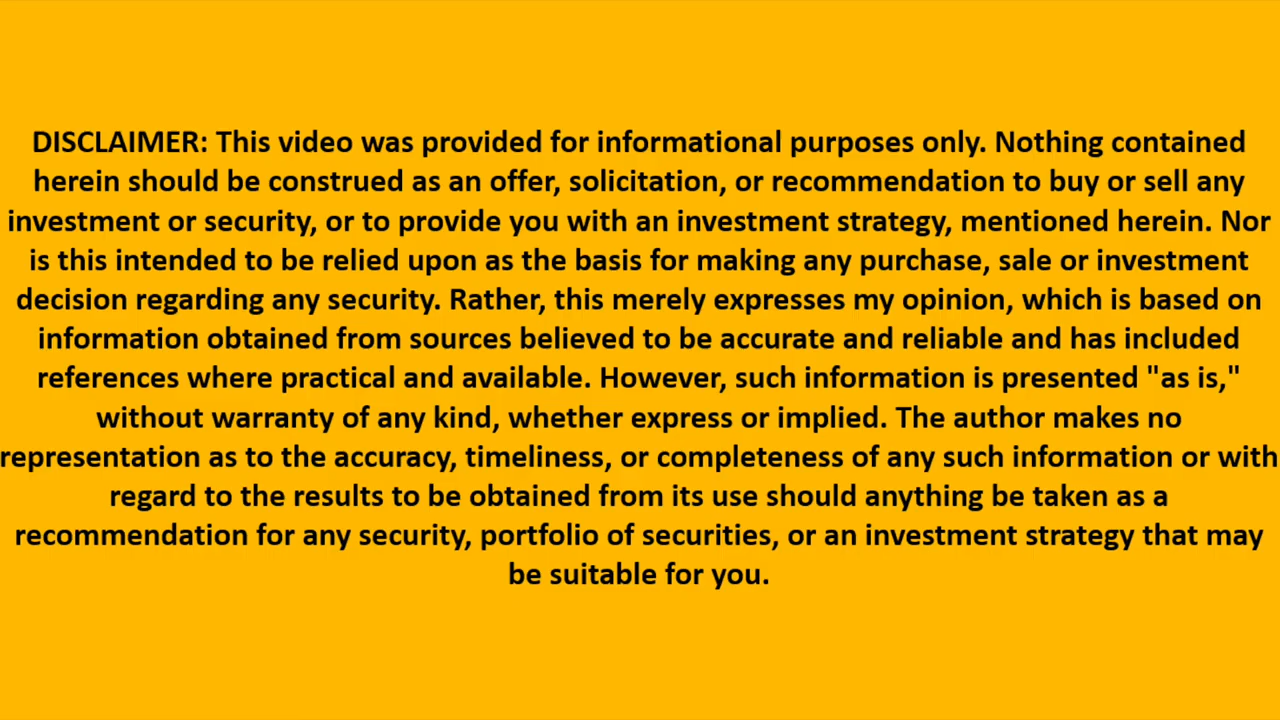 DISCLAIMER: This video was provided for informational purposes only. Nothing contained
herein should be construed as an offer, solicitation, or recommendation to buy or sell any
investment or security, or to provide you with an investment strategy, mentioned herein. Nor
is this intended to be relied upon as the basis for making any purchase, sale or investment
decision regarding any security. Rather, this merely expresses my opinion, which is based on
information obtained from sources believed to be accurate and reliable and has included
references where practical and available. However, such information is presented "as is,"
without warranty of any kind, whether express or implied. The author makes no
representation as to the accuracy, timeliness, or completeness of any such information or with
regard to the results to be obtained from its use should anything be taken as a
recommendation for any security, portfolio of securities, or an investment strategy that may
be suitable for you.